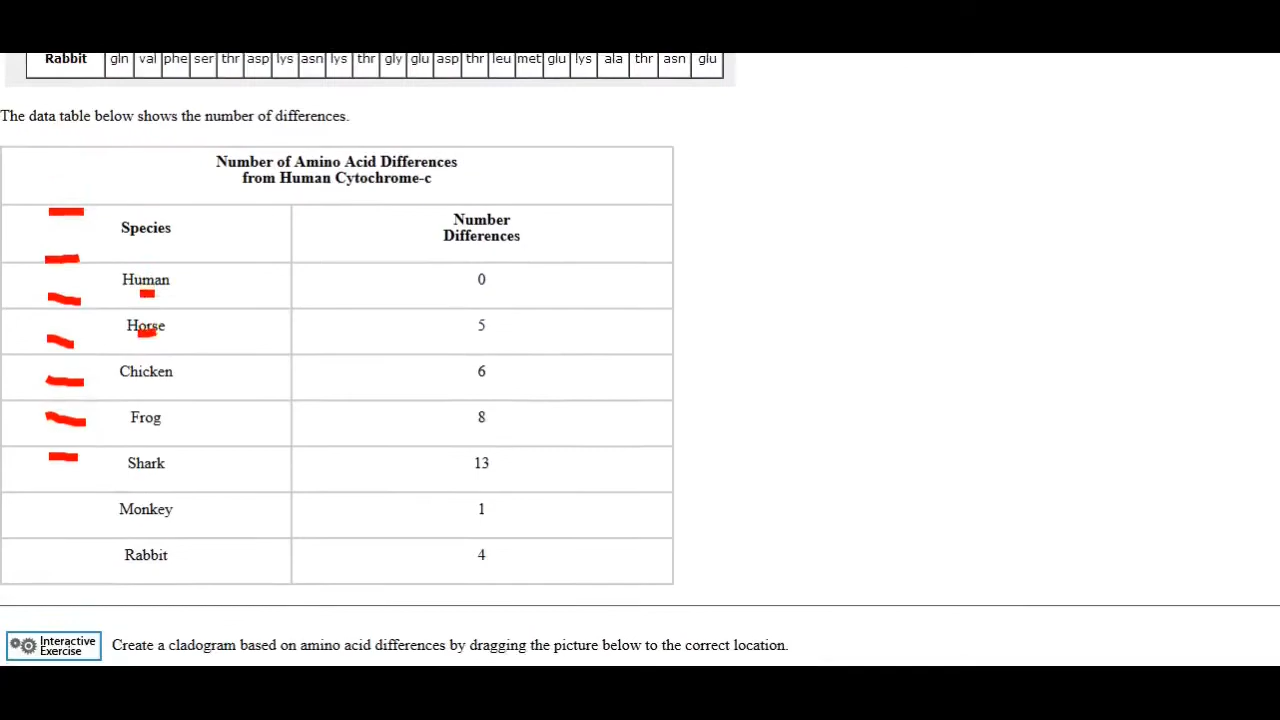 Rabbit gln val phe ser thr asp lys asn lys thr gly glu asp thr leu met glu lys ala thr asn glu
The data table below shows the number of differences.
Number of Amino Acid Differences
from Human Cytochrome-c
Species Number Differences
Human 0
Horse 5
Chicken 6
Frog 8
Shark 13
Monkey 1
Rabbit 4
Interactive Exercise Create a cladogram based on amino acid differences by dragging the picture below to the correct location.